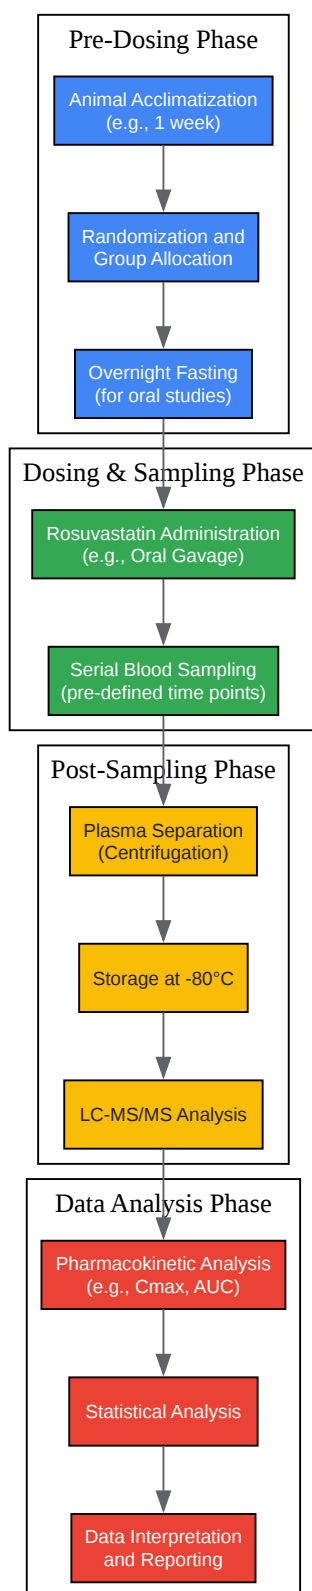 Pre-Dosing Phase
Animal Acclimatization
(e.g., 1 week)
Randomization and
Group Allocation
Overnight Fasting
(for oral studies)
Dosing & Sampling Phase
Rosuvastatin Administration
(e.g., Oral Gavage)
Serial Blood Sampling
(pre-defined time points)
Post-Sampling Phase
Plasma Separation
(Centrifugation)
Storage at -80°C
LC-MS/MS Analysis
Data Analysis Phase
Pharmacokinetic Analysis
(e.g., Cmax, AUC)
Statistical Analysis
Data Interpretation
and Reporting